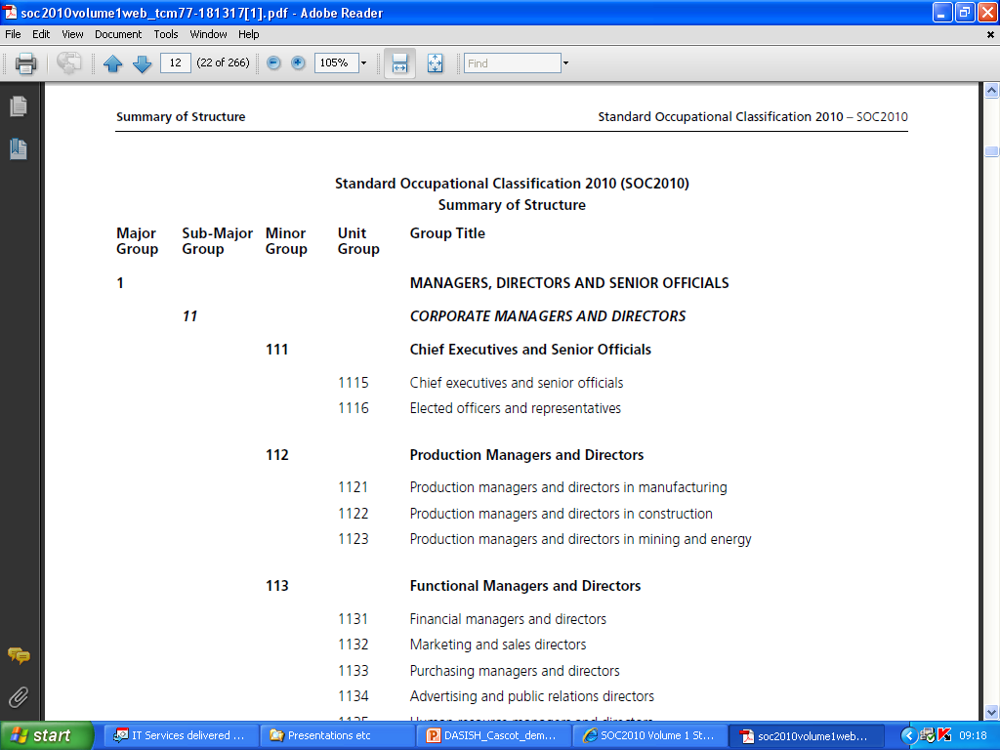 soc2010volume1web_tcm77-181317[1].pdf - Adobe Reader
File Edit View Document Tools Window Help
12 (22 of 266) 105% Find
Summary of Structure Standard Occupational Classification 2010 – SOC2010
Standard Occupational Classification 2010 (SOC2010)
Summary of Structure
Major Group Sub-Major Group Minor Group Unit Group Group Title
1 MANAGERS, DIRECTORS AND SENIOR OFFICIALS
11 CORPORATE MANAGERS AND DIRECTORS
111 Chief Executives and Senior Officials
1115 Chief executives and senior officials
1116 Elected officers and representatives
112 Production Managers and Directors
1121 Production managers and directors in manufacturing
1122 Production managers and directors in construction
1123 Production managers and directors in mining and energy
113 Functional Managers and Directors
1131 Financial managers and directors
1132 Marketing and sales directors
1133 Purchasing managers and directors
1134 Advertising and public relations directors
1135 Human resource managers and directors
start IT Services delivered ... Presentations etc DASISH_Cascot_dem... SOC2010 Volume 1 St... soc2010volume1web... 09:18